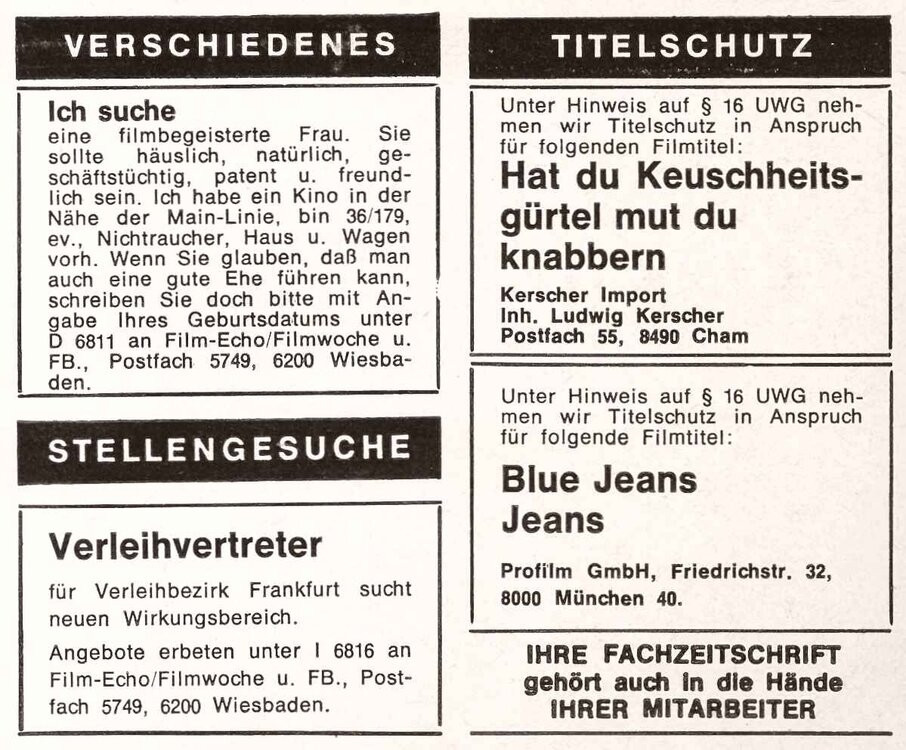 VERSCHIEDENES
Ich suche
eine filmbegeisterte Frau. Sie
sollte häuslich, natürlich, ge-
schäftstüchtig, patent u. freund-
lich sein. Ich habe ein Kino in der
Nähe der Main-Linie, bin 36/179,
ev., Nichtraucher, Haus u. Wagen
vorh. Wenn Sie glauben, daß man
auch eine gute Ehe führen kann,
schreiben Sie doch bitte mit An-
gabe Ihres Geburtsdatums unter
D 6811 an Film-Echo/Filmwoche u.
FB., Postfach 5749, 6200 Wiesba-
den.
STELLENGESUCHE
Verleihvertreter
für Verleihbezirk Frankfurt sucht
neuen Wirkungsbereich.
Angebote erbeten unter I 6816 an
Film-Echo/Filmwoche u. FB., Post-
fach 5749, 6200 Wiesbaden.
TITELSCHUTZ
Unter Hinweis auf § 16 UWG neh-
men wir Titelschutz in Anspruch
für folgenden Filmtitel:
Hat du Keuschheits-
gürtel mut du
knabbern
Kerscher Import
Inh. Ludwig Kerscher
Postfach 55, 8490 Cham
Unter Hinweis auf § 16 UWG neh-
men wir Titelschutz in Anspruch
für folgende Filmtitel:
Blue Jeans
Jeans
Profilm GmbH, Friedrichstr. 32,
8000 München 40.
IHRE FACHZEITSCHRIFT
gehört auch in die Hände
IHRER MITARBEITER